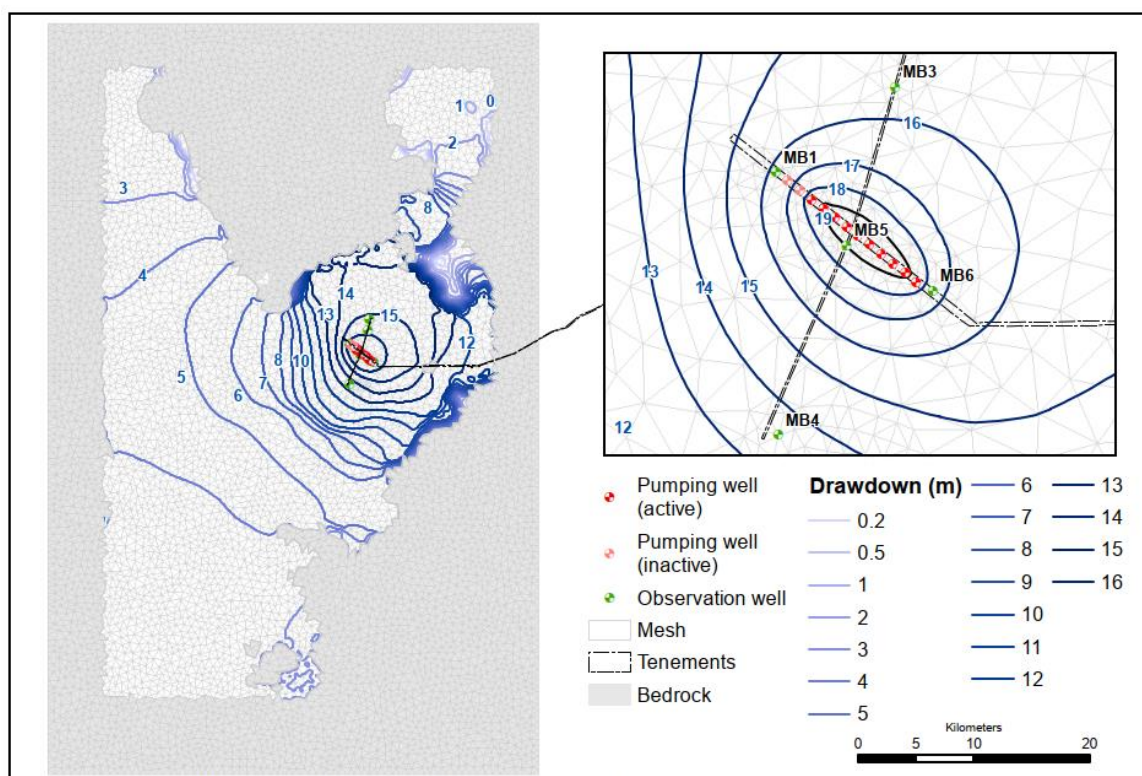 1
0
2
3
8
4
14
13
15
12
8
10
5
7
6
MB3
16
MB1
17
18
19
MB5
MB6
13
14
15
12
MB4
Pumping well
(active)
Pumping well
(inactive)
Observation well
Mesh
Tenements
Bedrock
Drawdown (m)
0.2
0.5
1
2
3
4
5
6
7
8
9
10
11
12
13
14
15
16
Kilometers
0 5 10 20